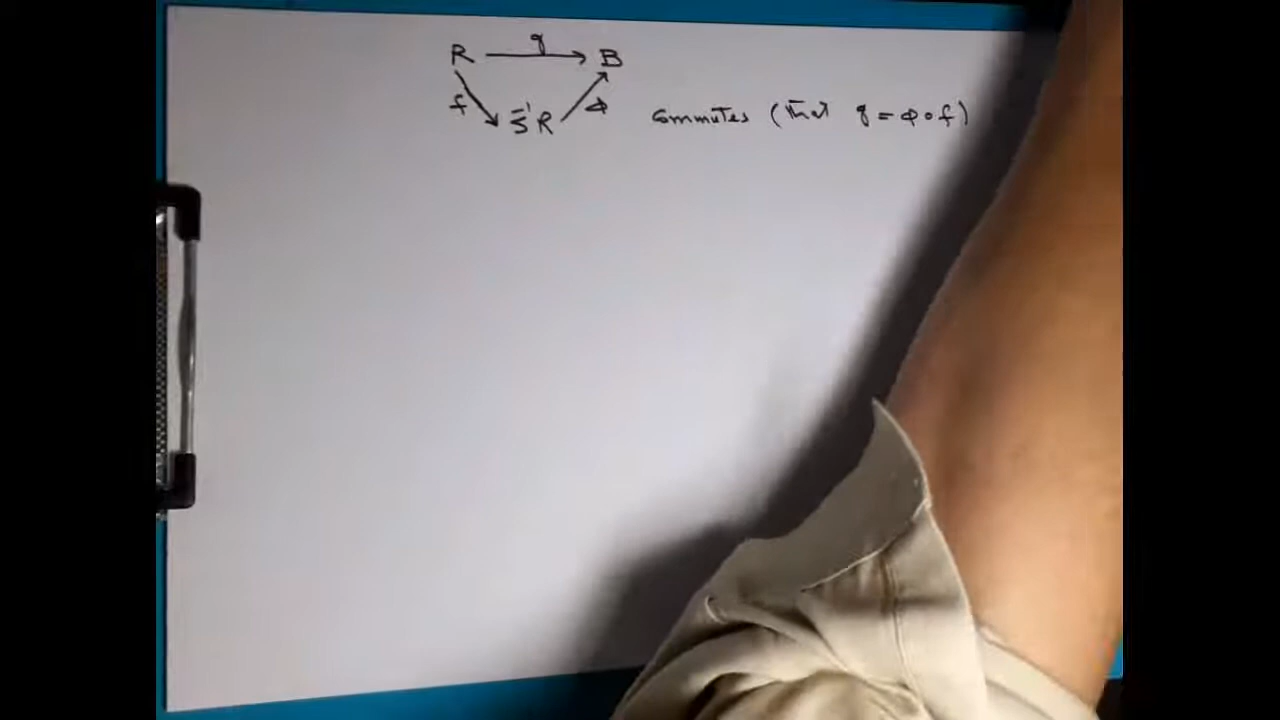 R g B
f S⁻¹R φ commutes (that g = φ∘f)